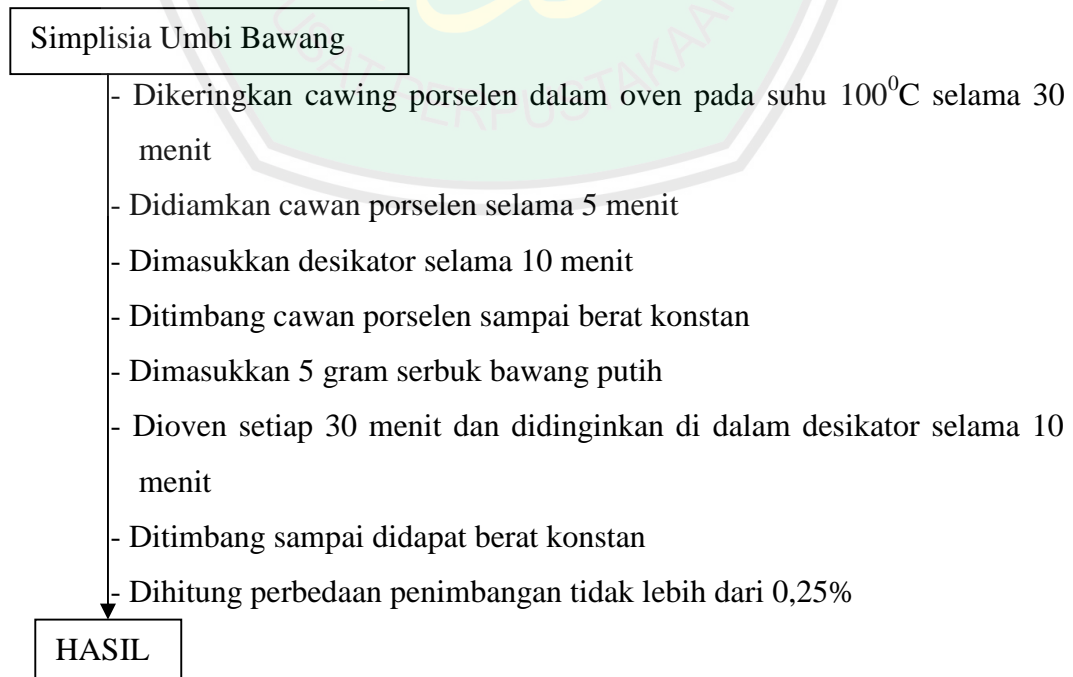 Simplisia Umbi Bawang
- Dikeringkan cawing porselen dalam oven pada suhu 100⁰C selama 30
menit
- Didiamkan cawan porselen selama 5 menit
- Dimasukkan desikator selama 10 menit
- Ditimbang cawan porselen sampai berat konstan
- Dimasukkan 5 gram serbuk bawang putih
- Dioven setiap 30 menit dan didinginkan di dalam desikator selama 10
menit
- Ditimbang sampai didapat berat konstan
- Dihitung perbedaan penimbangan tidak lebih dari 0,25%
HASIL